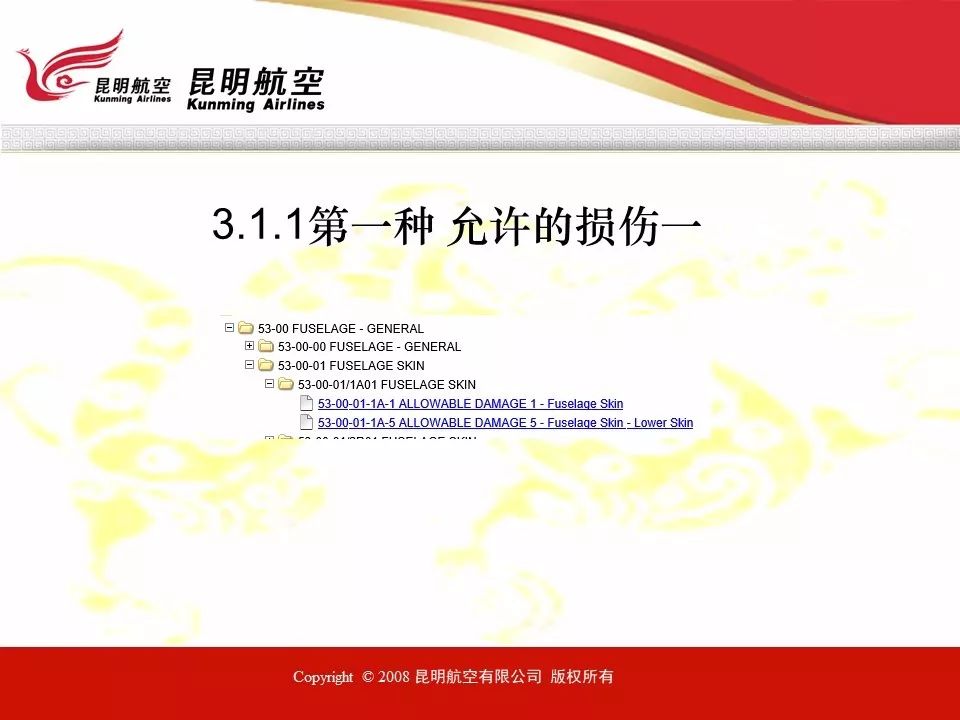 昆明航空
Kunming Airlines
昆明航空
Kunming Airlines
3.1.1第一种 允许的损伤一
53-00 FUSELAGE - GENERAL
53-00-00 FUSELAGE - GENERAL
53-00-01 FUSELAGE SKIN
53-00-01/1A01 FUSELAGE SKIN
53-00-01-1A-1 ALLOWABLE DAMAGE 1 - Fuselage Skin
53-00-01-1A-5 ALLOWABLE DAMAGE 5 - Fuselage Skin - Lower Skin
Copyright © 2008 昆明航空有限公司 版权所有